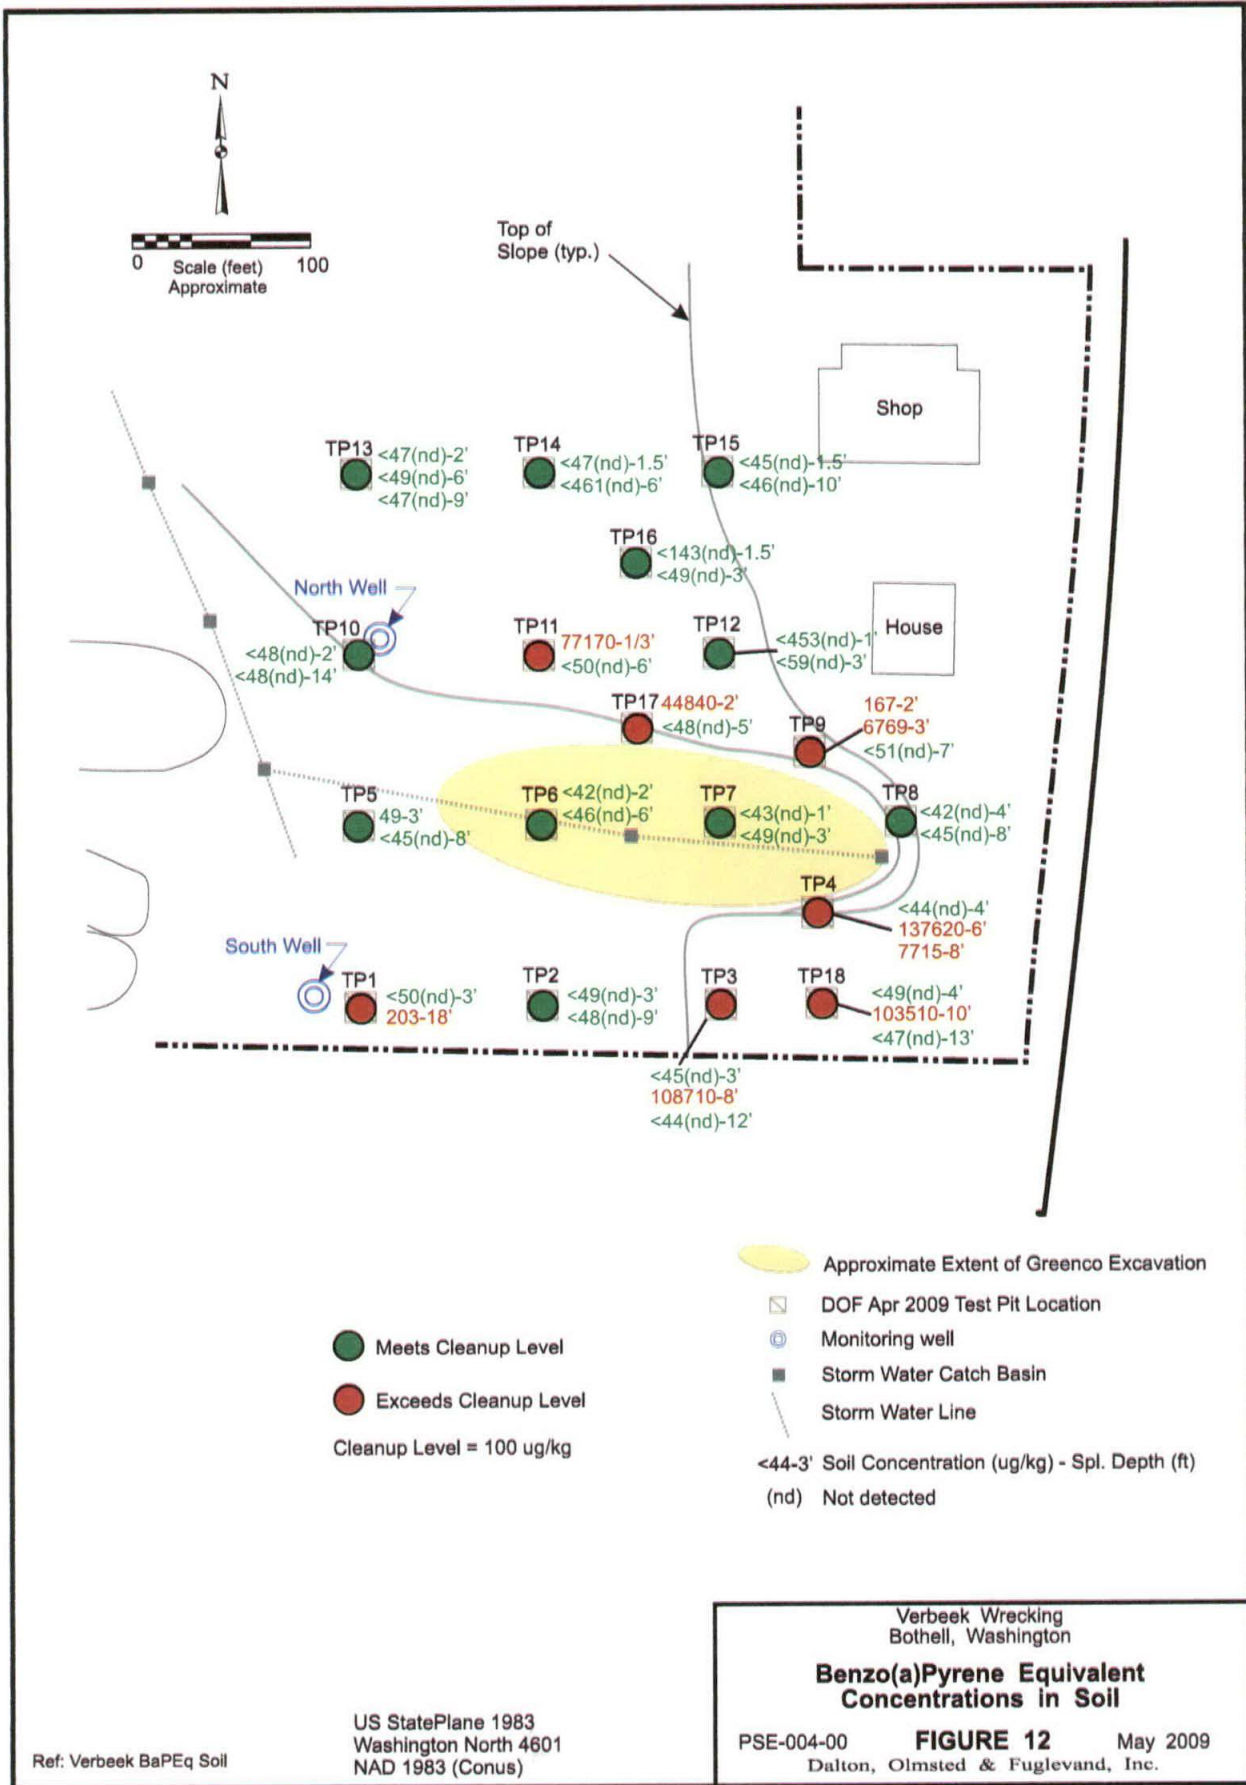 N
0 Scale (feet) 100
Approximate
Top of
Slope (typ.)
Shop
TP13
<47(nd)-2'
<49(nd)-6'
<47(nd)-9'
TP14
<47(nd)-1.5'
<461(nd)-6'
TP15
<45(nd)-1.5'
<46(nd)-10'
TP16
<143(nd)-1.5'
<49(nd)-3'
North Well
House
TP10
<48(nd)-2'
<48(nd)-14'
TP11
77170-1/3'
<50(nd)-6'
TP12
<453(nd)-1'
<59(nd)-3'
TP17
44840-2'
<48(nd)-5'
TP9
167-2'
6769-3'
<51(nd)-7'
TP5
49-3'
<45(nd)-8'
TP6
<42(nd)-2'
<46(nd)-6'
TP7
<43(nd)-1'
<49(nd)-3'
TP8
<42(nd)-4'
<45(nd)-8'
TP4
<44(nd)-4'
137620-6'
7715-8'
South Well
TP1
<50(nd)-3'
203-18'
TP2
<49(nd)-3'
<48(nd)-9'
TP3
<45(nd)-3'
108710-8'
<44(nd)-12'
TP18
<49(nd)-4'
103510-10'
<47(nd)-13'
Meets Cleanup Level
Exceeds Cleanup Level
Cleanup Level = 100 ug/kg
Approximate Extent of Greenco Excavation
DOF Apr 2009 Test Pit Location
Monitoring well
Storm Water Catch Basin
Storm Water Line
<44-3' Soil Concentration (ug/kg) - Spl. Depth (ft)
(nd) Not detected
Ref: Verbeek BaPEq Soil
US StatePlane 1983
Washington North 4601
NAD 1983 (Conus)
Verbeek Wrecking
Bothell, Washington
Benzo(a)Pyrene Equivalent
Concentrations in Soil
PSE-004-00 FIGURE 12 May 2009
Dalton, Olmsted & Fuglevand, Inc.